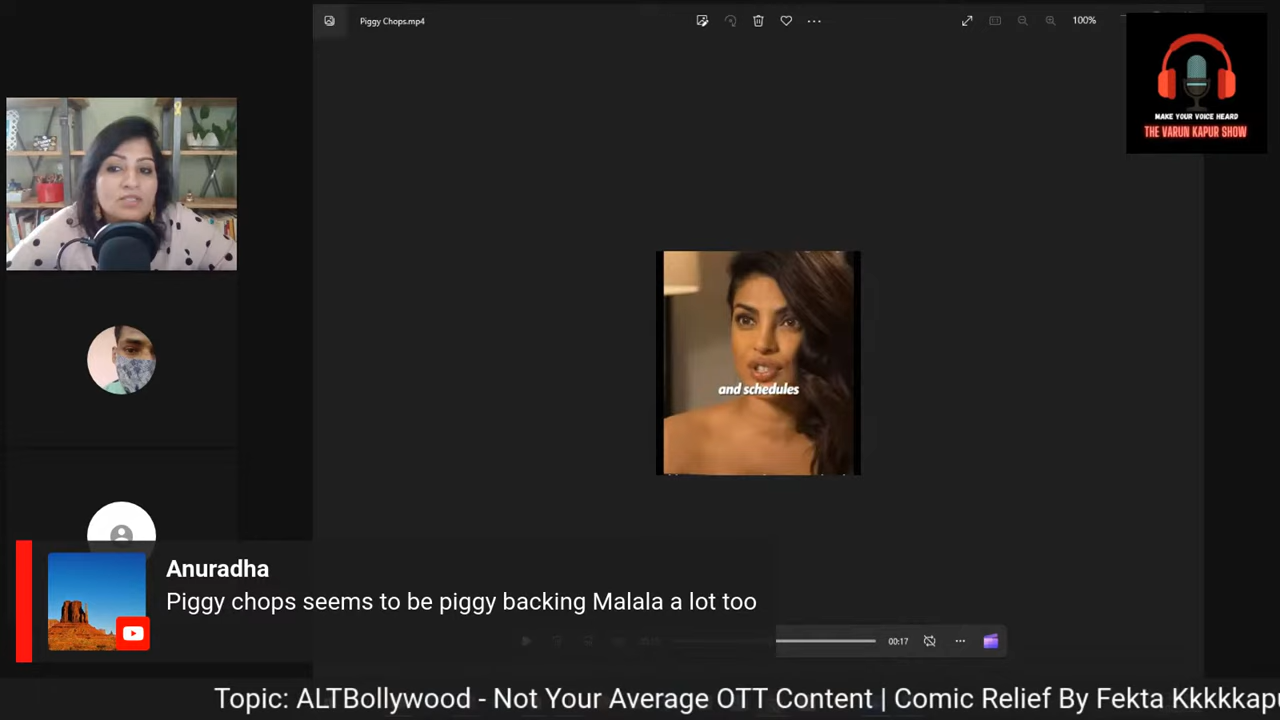 Piggy Chops.mp4
100%
MAKE YOUR VOICE HEARD
THE VARUN KAPUR SHOW
and schedules
Anuradha
Piggy chops seems to be piggy backing Malala a lot too
00:17
Topic: ALTBollywood - Not Your Average OTT Content | Comic Relief By Fekta Kkkkkapu